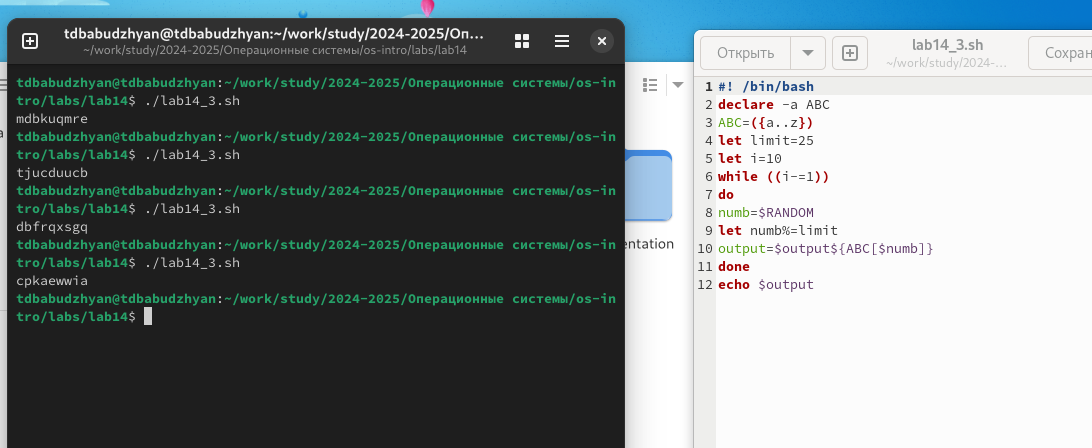 tdbabudzhyan@tdbabudzhyan:~/work/study/2024-2025/Оп...
~/work/study/2024-2025/Операционные системы/os-intro/labs/lab14
tdbabudzhyan@tdbabudzhyan:~/work/study/2024-2025/Операционные системы/os-in
tro/labs/lab14$ ./lab14_3.sh
mdbkuqmre
tdbabudzhyan@tdbabudzhyan:~/work/study/2024-2025/Операционные системы/os-in
tro/labs/lab14$ ./lab14_3.sh
tjucduucb
tdbabudzhyan@tdbabudzhyan:~/work/study/2024-2025/Операционные системы/os-in
tro/labs/lab14$ ./lab14_3.sh
dbfrqxsgq
tdbabudzhyan@tdbabudzhyan:~/work/study/2024-2025/Операционные системы/os-in
tro/labs/lab14$ ./lab14_3.sh
cpkaewwia
tdbabudzhyan@tdbabudzhyan:~/work/study/2024-2025/Операционные системы/os-in
tro/labs/lab14$
entation
Открыть
lab14_3.sh
~/work/study/2024-...
Сохран
1 #! /bin/bash
2 declare -a ABC
3 ABC=({a..z})
4 let limit=25
5 let i=10
6 while ((i-=1))
7 do
8 numb=$RANDOM
9 let numb%=limit
10 output=$output${ABC[$numb]}
11 done
12 echo $output